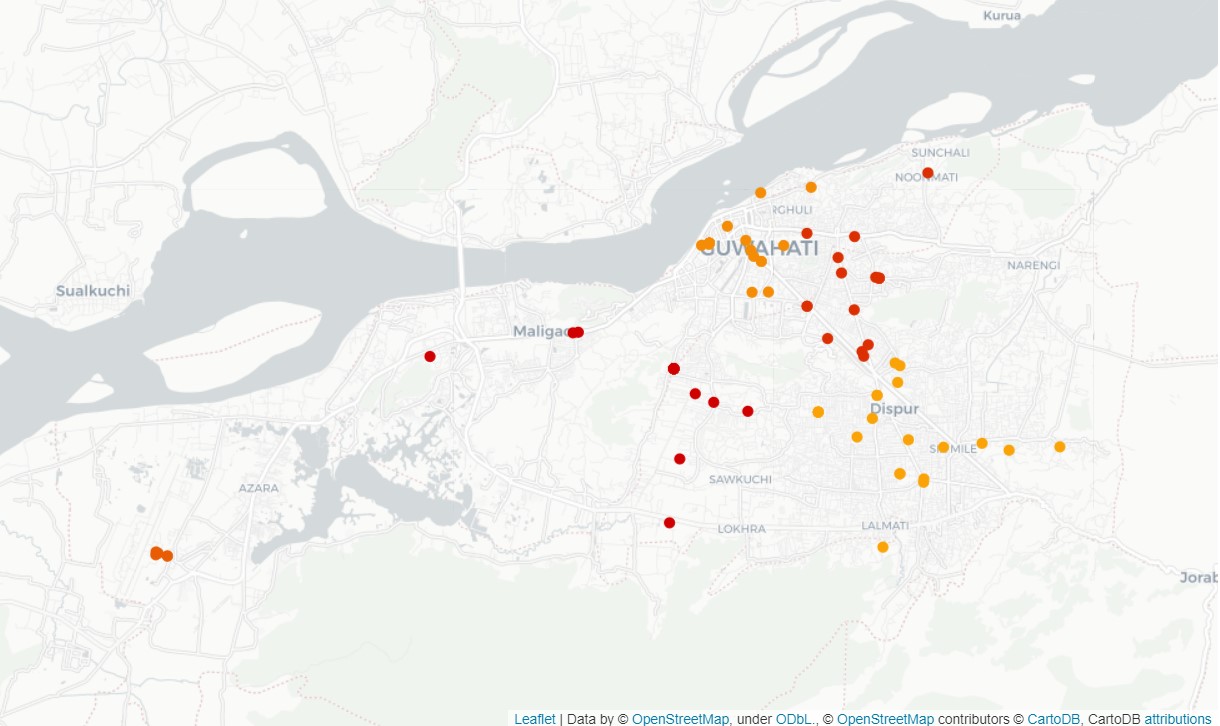 Kurua
SUNCHALI
NOONMATI
RGHULI
GUWAHATI
NARENGI
Sualkuchi
Maligao
Dispur
SIXMILE
SAWKUCHI
AZARA
LALMATI
LOKHRA
Jorab
Leaflet | Data by © OpenStreetMap, under ODbL., © OpenStreetMap contributors © CartoDB, CartoDB attributions